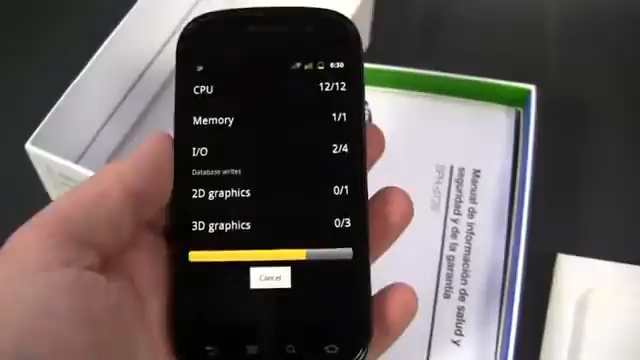 6:30
CPU 12/12
Memory 1/1
I/O 2/4
Database writes
2D graphics 0/1
3D graphics 0/3
Cancel
Manual de información de salud y
seguridad y de la garantía